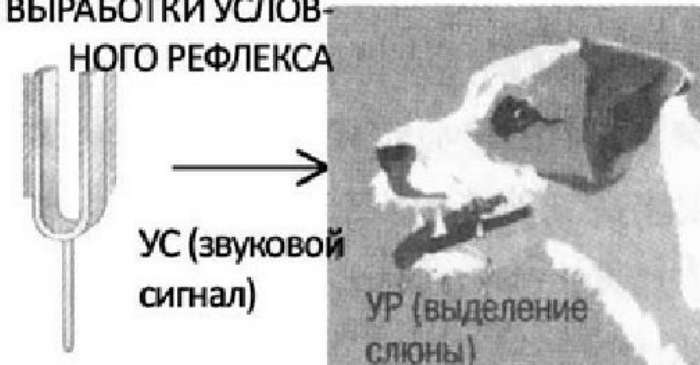 ВЫРАБОТКИ УСЛОВ-
НОГО РЕФЛЕКСА
УС (звуковой
сигнал)
УР (выделение
слюны)